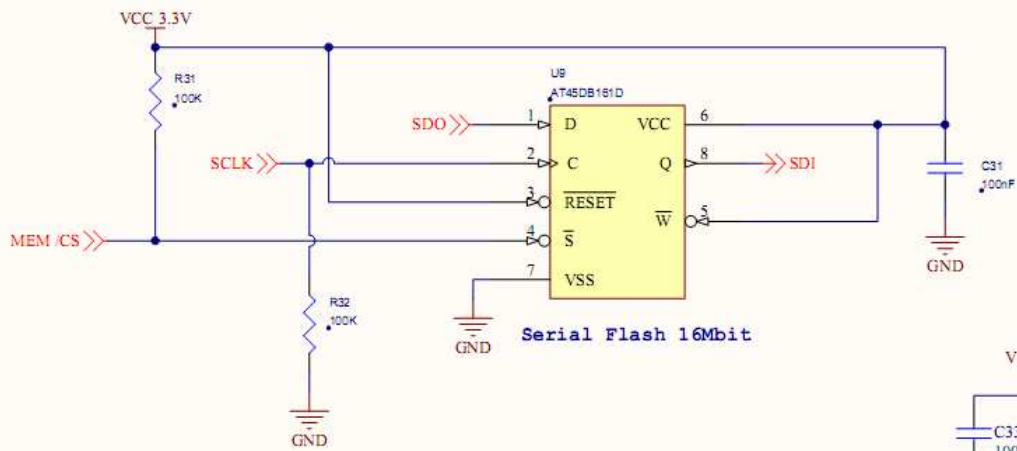 VCC 3.3V
R31
100K
U9
AT45DB161D
SDO
1
D
VCC
6
SCLK
2
C
Q
8
SDI
C31
100nF
3
RESET
W
5
MEM /CS
4
S
GND
7
VSS
R32
100K
GND
Serial Flash 16Mbit
V
GND
C33